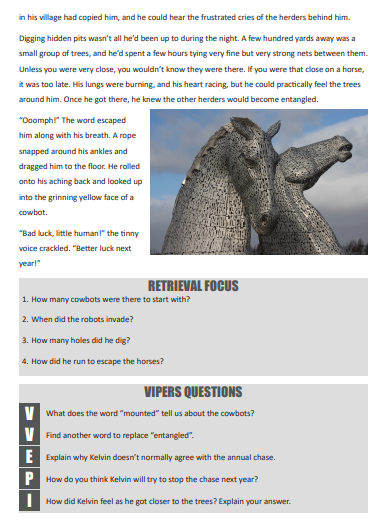 in his village had copied him, and he could hear the frustrated cries of the herders behind him.
Digging hidden pits wasn't all he'd been up to during the night. A few hundred yards away was a
small group of trees, and he'd spent a few hours tying very fine but very strong nets between them.
Unless you were very close, you wouldn't know they were there. If you were that close on a horse,
it was too late. His lungs were burning, and his heart racing, but he could practically feel the trees
around him. Once he got there, he knew the other herders would become entangled.
“Ooomph!” The word escaped
him along with his breath. A rope
snapped around his ankles and
dragged him to the floor. He rolled
onto his aching back and looked up
into the grinning yellow face of a
cowbot.
“Bad luck, little human!” the tinny
voice crackled. “Better luck next
year!”
RETRIEVAL FOCUS
1. How many cowbots were there to start with?
2. When did the robots invade?
3. How many holes did he dig?
4. How did he run to escape the horses?
VIPERS QUESTIONS
V What does the word “mounted” tell us about the cowbots?
V Find another word to replace “entangled”.
E Explain why Kelvin doesn't normally agree with the annual chase.
P How do you think Kelvin will try to stop the chase next year?
I How did Kelvin feel as he got closer to the trees? Explain your answer.